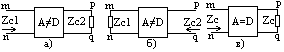 m p m p m p
Zc1 A≠D Zc2 Zc1 A≠D Zc2 Zc A=D Zc
n q n q n q
а) б) в)